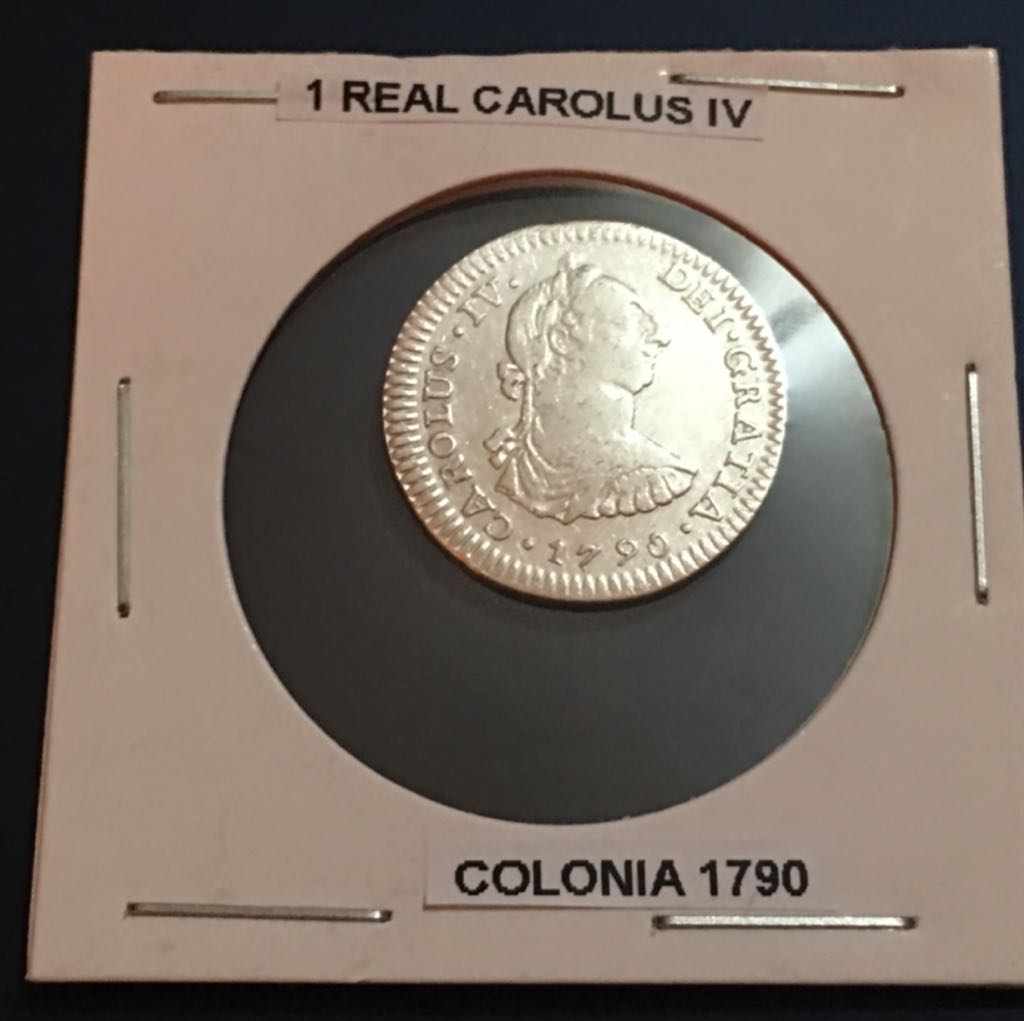 1 REAL CAROLUS IV
CAROLUS · IV · DEI · GRATIA ·
· 1790
COLONIA 1790